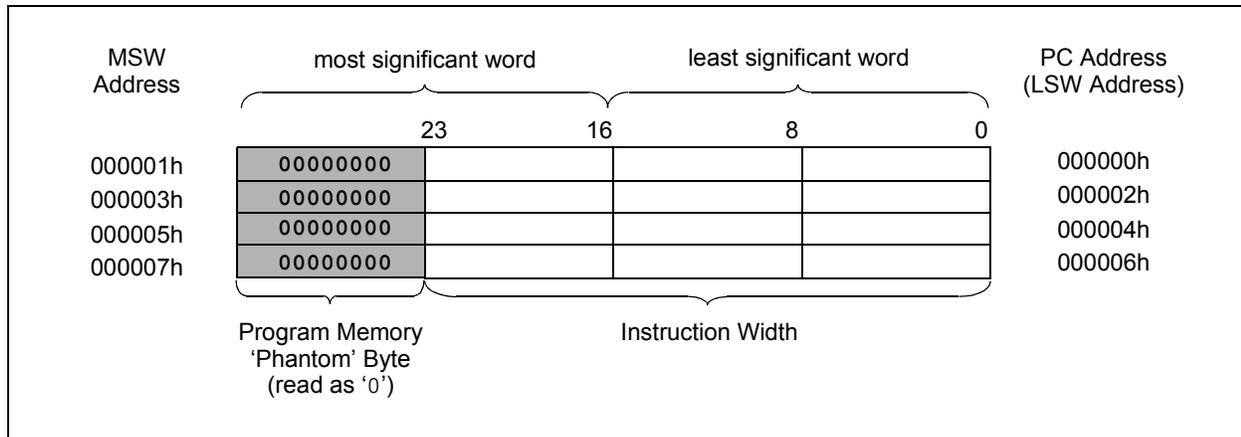 MSW
Address
most significant word
least significant word
PC Address
(LSW Address)
23 16 8 0
000001h 00000000 000000h
000003h 00000000 000002h
000005h 00000000 000004h
000007h 00000000 000006h
Program Memory
‘Phantom’ Byte
(read as ‘0’)
Instruction Width